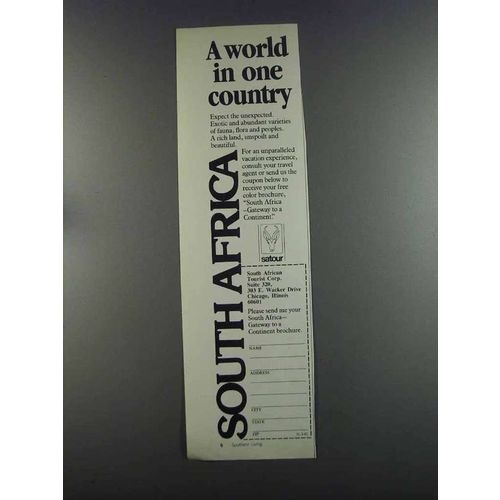 A world
in one
country
Expect the unexpected.
Exotic and abundant varieties
of fauna, flora and peoples.
A rich land, unspoilt and
beautiful.
For an unparalleled
vacation experience,
consult your travel
agent or send us the
coupon below to
receive your free
color brochure,
"South Africa
–Gateway to a
Continent."
satour
SOUTH AFRICA
South African
Tourist Corp.
Suite 320,
303 E. Wacker Drive
Chicago, Illinois
60601
Please send me your
South Africa—
Gateway to a
Continent brochure.
NAME
ADDRESS
CITY
STATE
ZIP
6 Southern Living